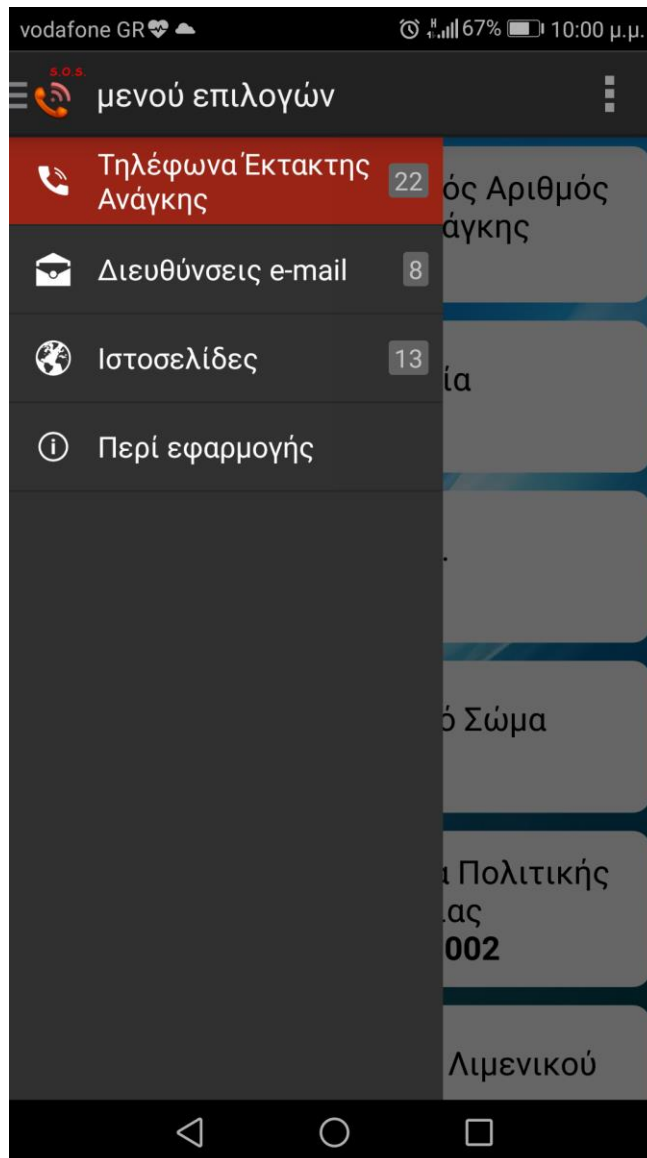 vodafone GR 67% 10:00 μ.μ.
S.O.S.
μενού επιλογών
Τηλέφωνα Έκτακτης
Ανάγκης
22
Διευθύνσεις e-mail 8
Ιστοσελίδες 13
Περί εφαρμογής
ός Αριθμός
άγκης
ία
.
ό Σώμα
Πολιτικής
ας
002
Λιμενικού